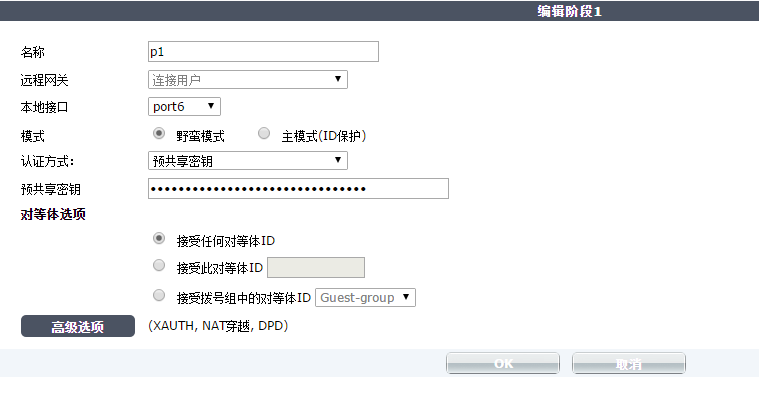 编辑阶段1
名称 p1
远程网关 连接用户
本地接口 port6
模式 野蛮模式 主模式(ID保护)
认证方式: 预共享密钥
预共享密钥 •••••••••••••••••••••••••••••••
对等体选项
接受任何对等体ID
接受此对等体ID
接受拨号组中的对等体ID Guest-group
高级选项 (XAUTH, NAT穿越, DPD)
OK 取消